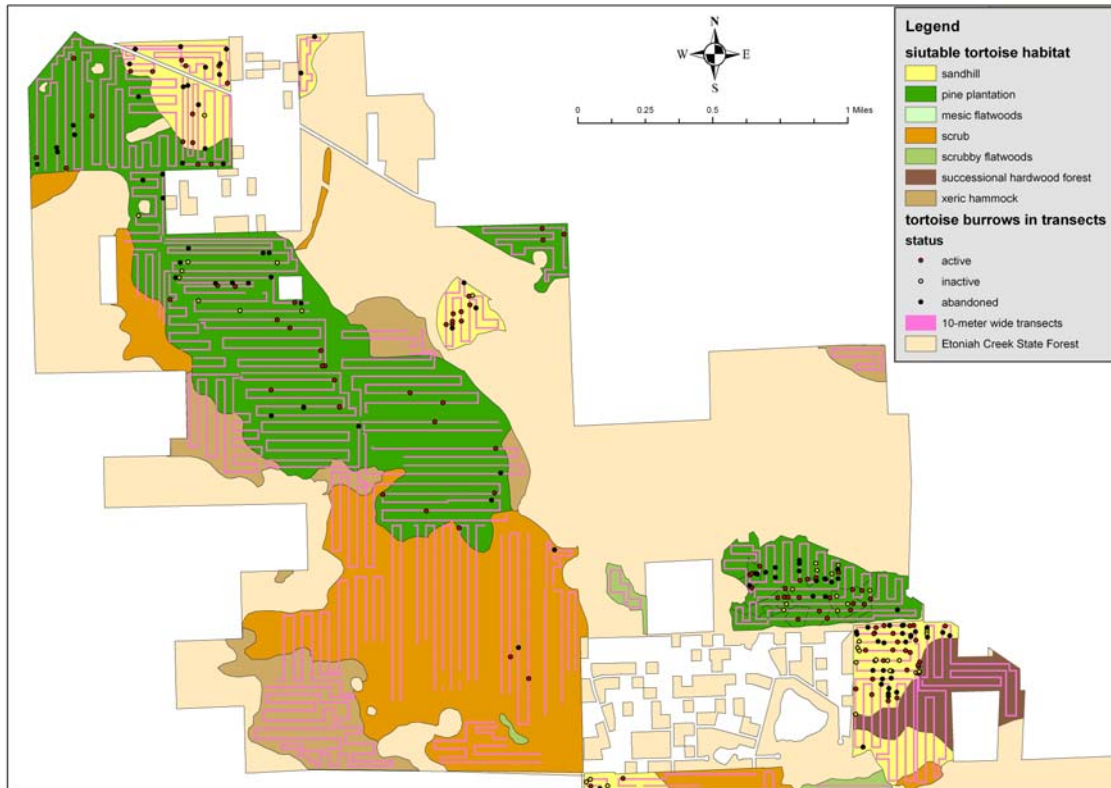 N
W E
S
0 0.25 0.5 1 Miles
Legend
siutable tortoise habitat
sandhill
pine plantation
mesic flatwoods
scrub
scrubby flatwoods
successional hardwood forest
xeric hammock
tortoise burrows in transects
status
active
inactive
abandoned
10-meter wide transects
Etoniah Creek State Forest